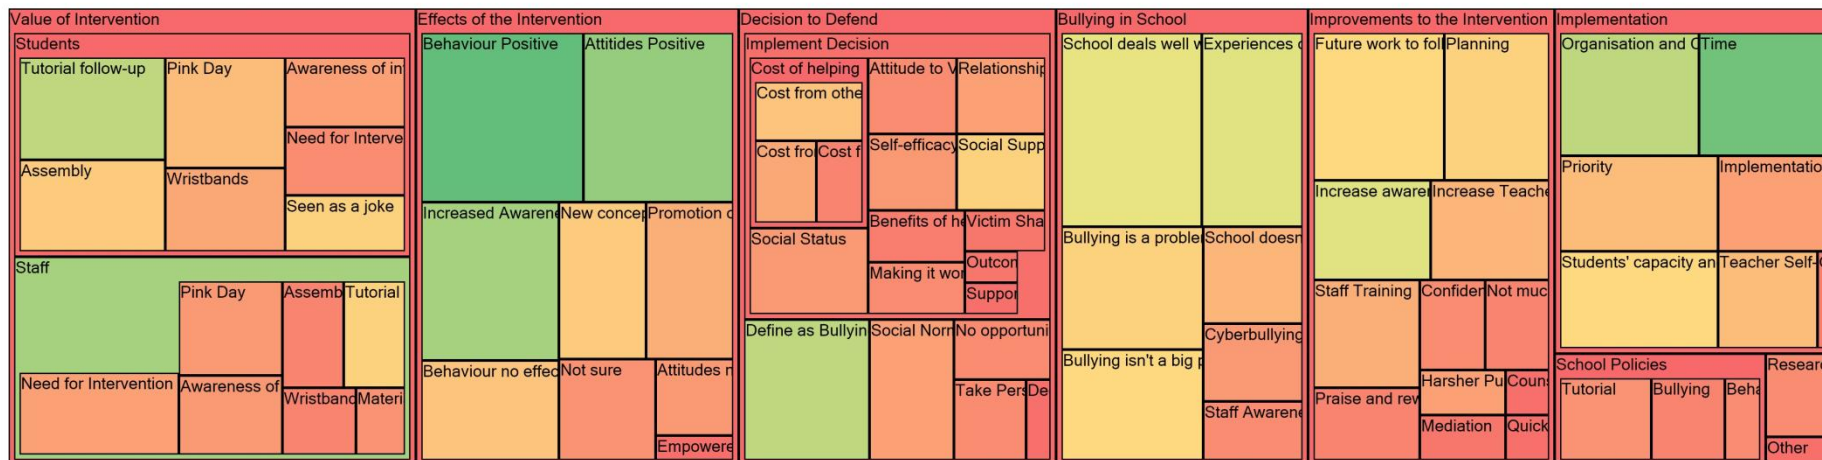 Value of Intervention
Students
Tutorial follow-up
Pink Day
Awareness of in
Need for Interve
Assembly
Wristbands
Seen as a joke
Staff
Pink Day
Assemb
Tutorial
Need for Intervention
Awareness of
Wristband
Materi
Effects of the Intervention
Behaviour Positive
Attitides Positive
Increased Awarene
New concep
Promotion o
Behaviour no effec
Not sure
Attitudes n
Empowere
Decision to Defend
Implement Decision
Cost of helping
Cost from othe
Cost fro
Cost f
Attitude to V
Relationship
Self-efficacy
Social Supp
Social Status
Benefits of he
Victim Sha
Making it wor
Outcom
Suppor
Define as Bullyin
Social Norm
No opportuni
Take Pers
De
Bullying in School
School deals well w
Experiences o
Bullying is a proble
School doesn
Bullying isn't a big p
Cyberbullying
Staff Awarene
Improvements to the Intervention
Future work to foll
Planning
Increase awaren
Increase Teache
Staff Training
Confiden
Not muc
Praise and rew
Harsher Pu
Couns
Mediation
Quick
Implementation
Organisation and C
Time
Priority
Implementatio
Students' capacity an
Teacher Self-
School Policies
Tutorial
Bullying
Beha
Resear
Other